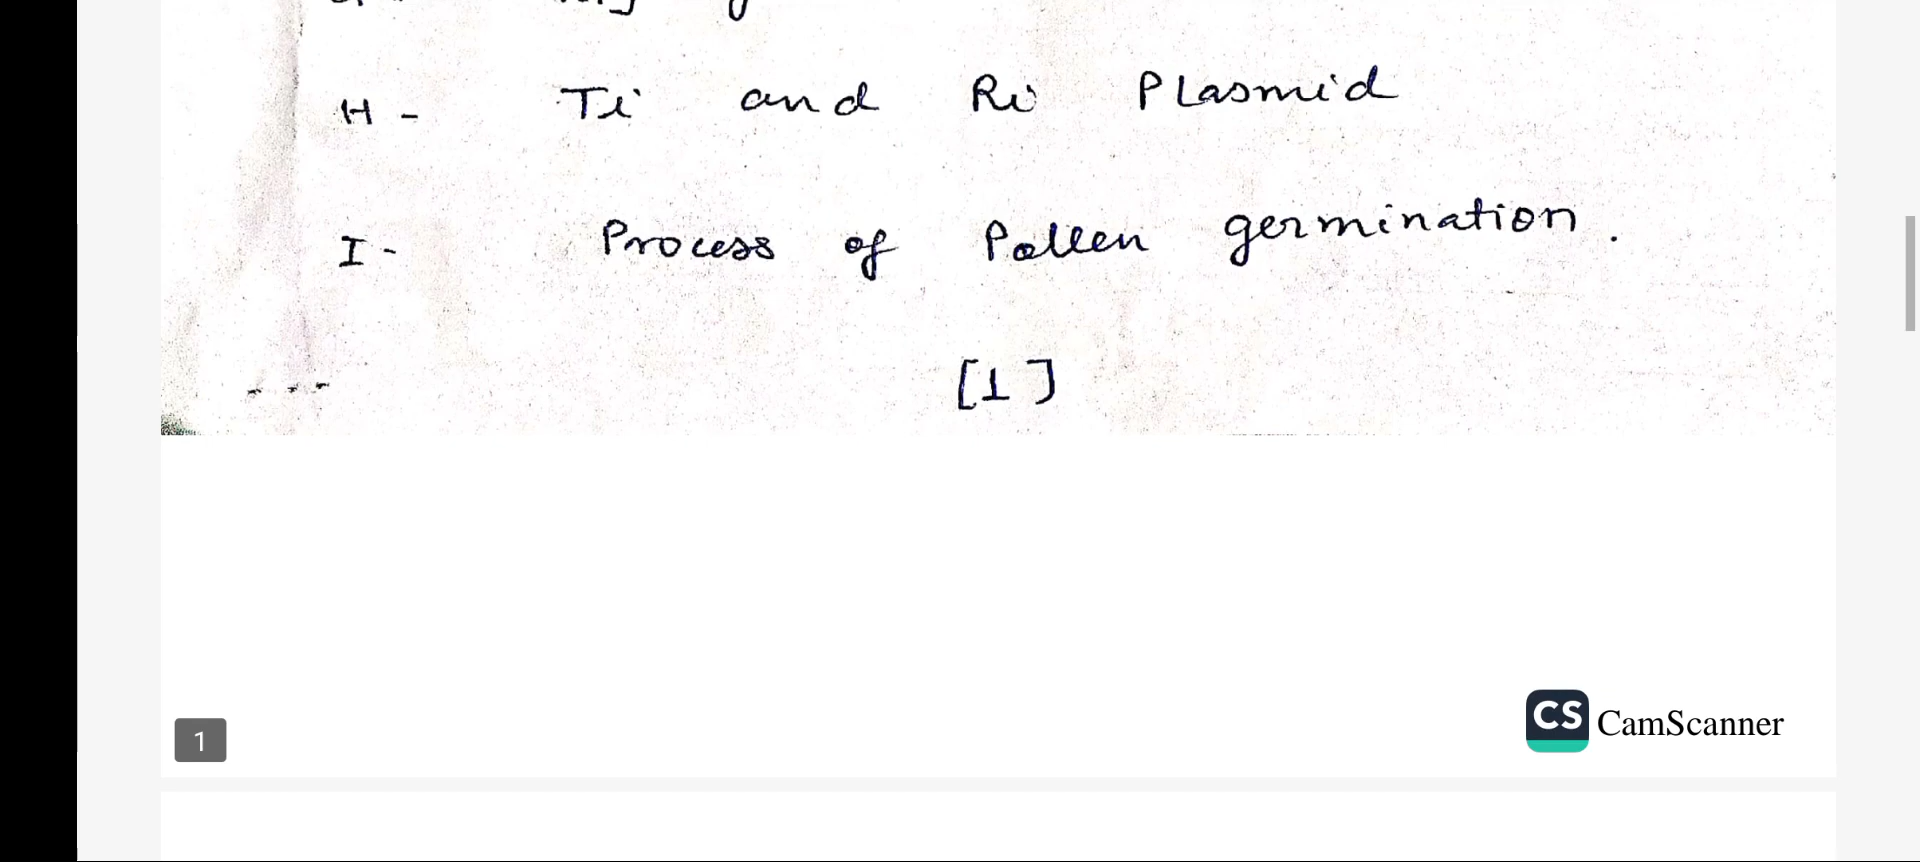 H - Ti and Ri Plasmid
I - Process of Pollen germination.
[1]
1
CS CamScanner